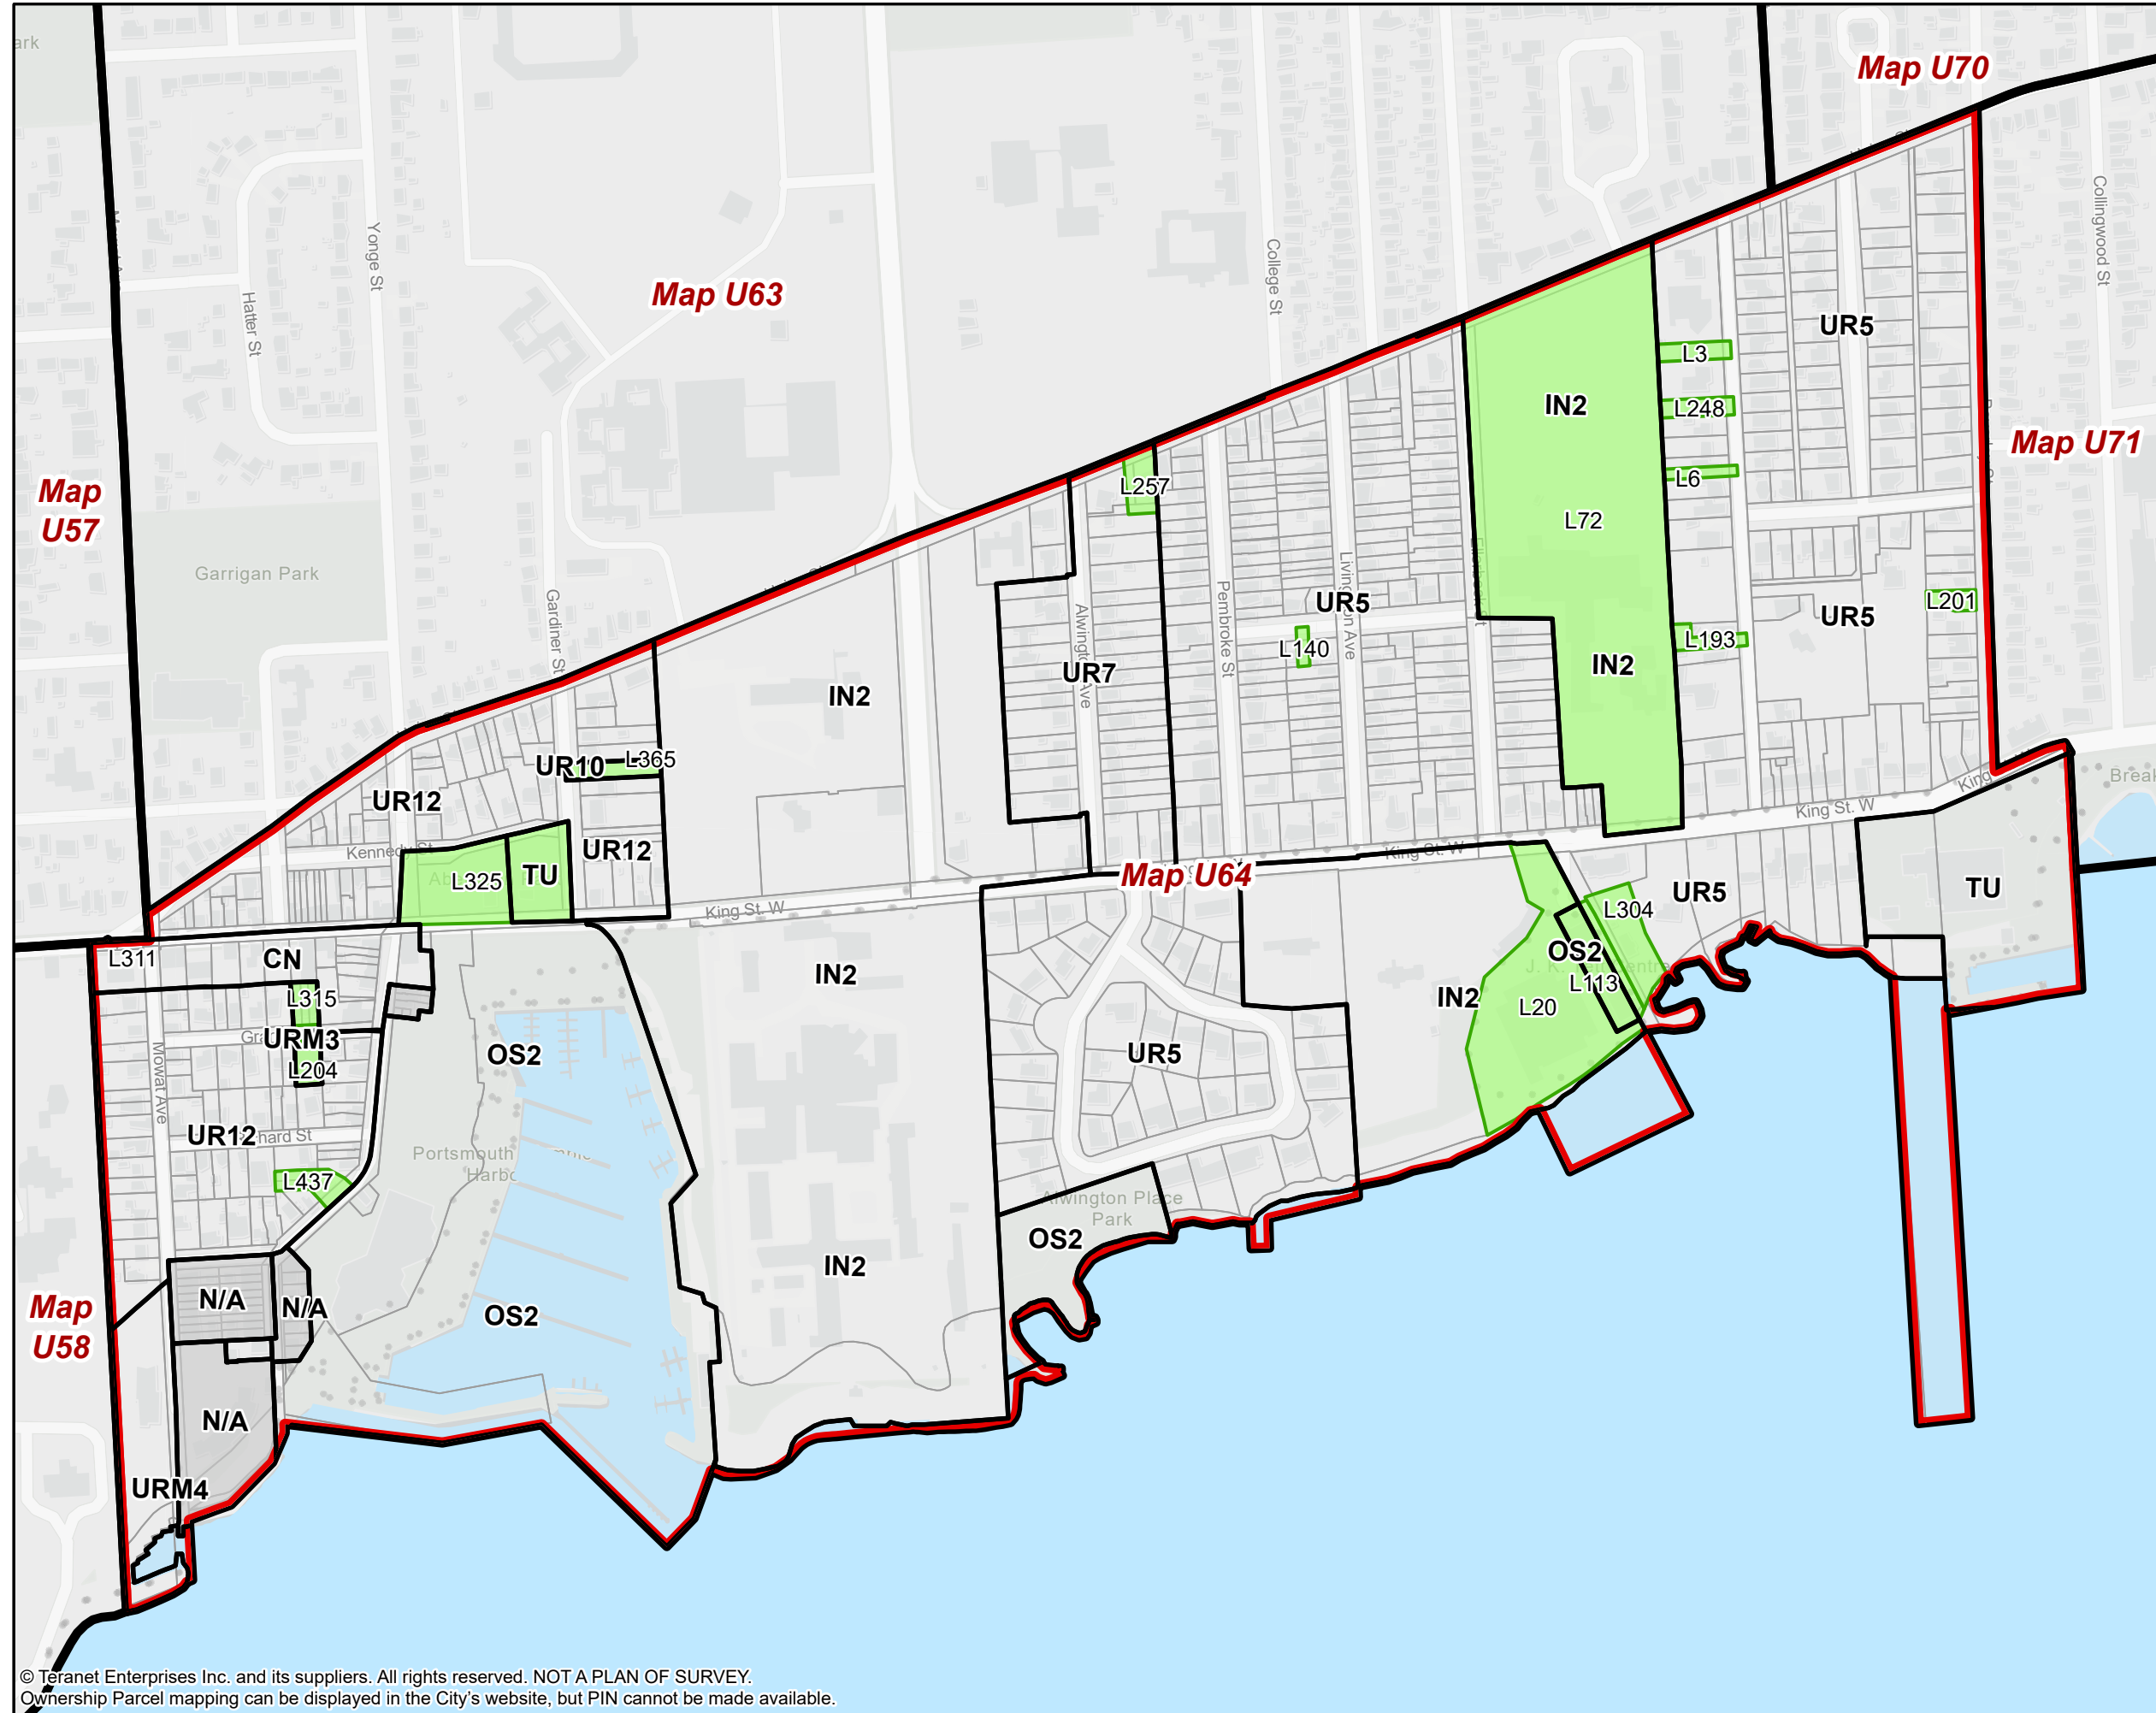 Map U70
Collingwood St
Yonge St
College St
Hatter St
Map U63
UR5
L3
IN2
L248
Map U71
L6
Map
U57
L257
L72
Garrigan Park
Gardiner St
Alwington Ave
Pembroke St
Livingston Ave
UR5
L201
UR5
L193
L140
IN2
UR7
IN2
UR10
L365
UR12
King St. W
Kennedy St
UR12
King St. W
L325
TU
Map U64
TU
UR5
King St. W
L304
L311
CN
OS2
IN2
L113
IN2
L20
L315
URM3
OS2
UR5
L204
Mowat Ave
UR12
Portsmouth
L437
Alwington Place
Park
OS2
IN2
N/A
N/A
OS2
Map
U58
N/A
URM4
© Teranet Enterprises Inc. and its suppliers. All rights reserved. NOT A PLAN OF SURVEY.
Ownership Parcel mapping can be displayed in the City's website, but PIN cannot be made available.